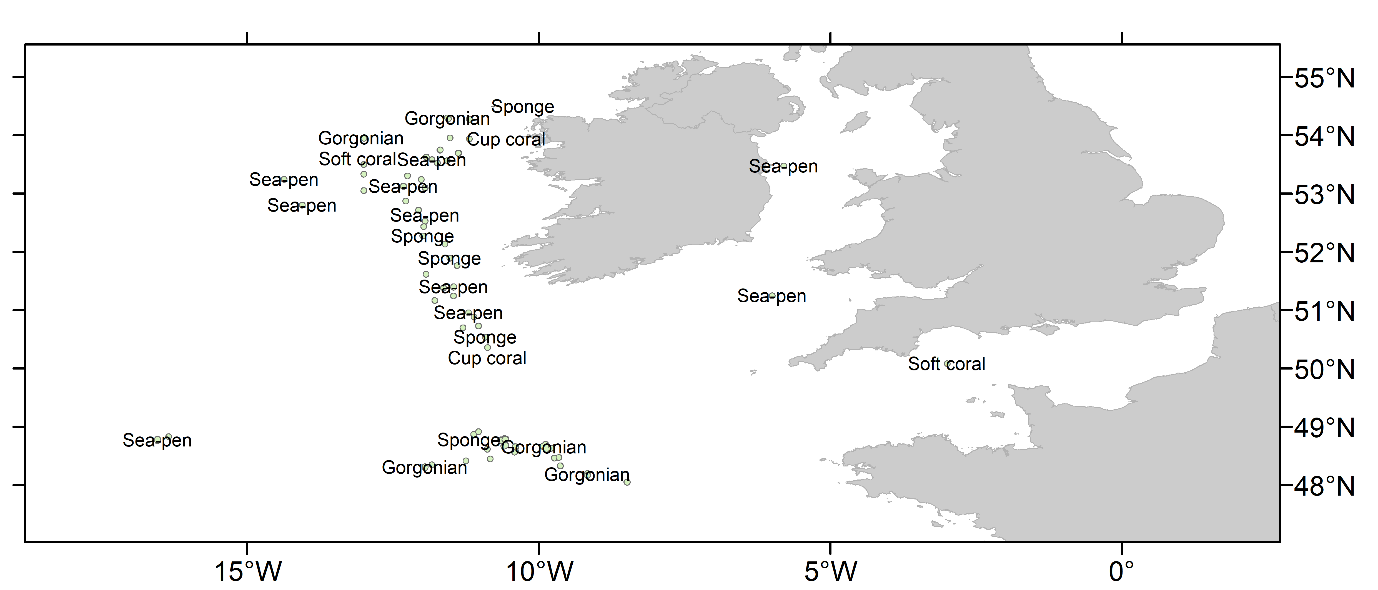 55°N
Sponge
Gorgonian
54°N
Gorgonian
Cup coral
Soft coral
Sea-pen
Sea-pen
Sea-pen
Sea-pen
53°N
Sea-pen
Sea-pen
Sponge
52°N
Sponge
Sea-pen
Sea-pen
51°N
Sea-pen
Sponge
Cup coral
Soft coral
50°N
49°N
Sea-pen
Sponge
Gorgonian
Gorgonian
Gorgonian
48°N
15°W
10°W
5°W
0°